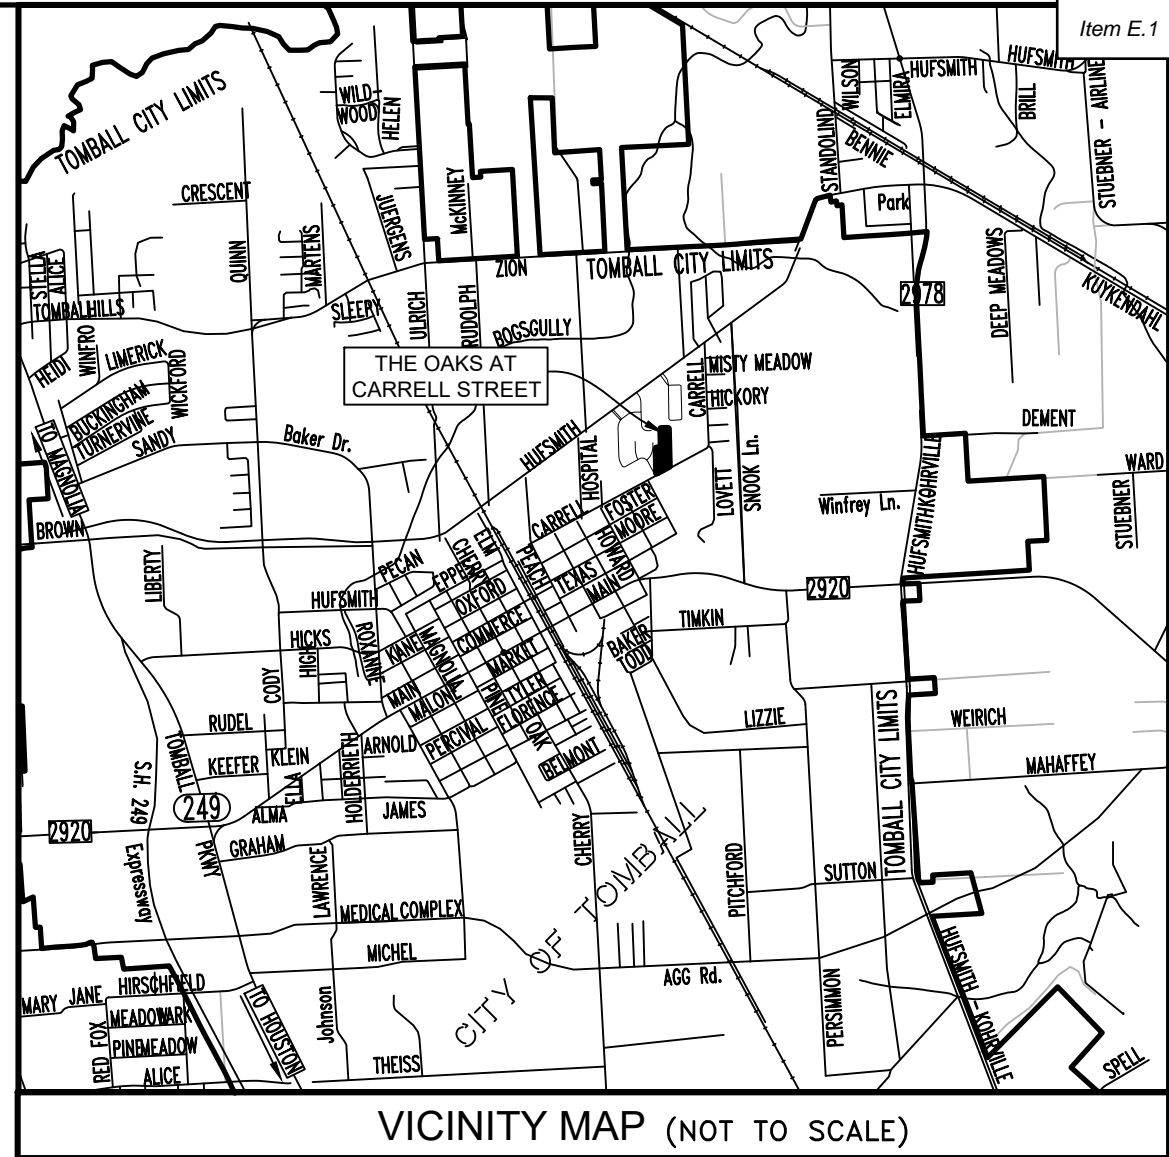 Item E.1
HUFSMITH
HUFSMITH
WILSON
ELMIRA
BRILL
STUEBNER - AIRLINE
WILD-
WOOD
HELEN
TOMBALL CITY LIMITS
STANDOLIND
BENNIE
CRESCENT
McKINNEY
JUERGENS
Park
QUINN
MARTENS
STELLA
ALICE
ZION
TOMBALL CITY LIMITS
2978
DEEP MEADOWS
KUYKENDAHL
TOMBALHILLS
SLEEPY
ULRICH
RUDOLPH
BOGSGULLY
WINFRO
HEIDI
LIMERICK
WICKFORD
THE OAKS AT
CARRELL STREET
CARRELL
MISTY MEADOW
HICKORY
BUCKINGHAM
TURNERVINE
SANDY
Baker Dr.
HUFSMITH
HOSPITAL
DEMENT
TO MAGNOLIA
LOVETT
SNOOK Ln.
WARD
STUEBNER
Winfrey Ln.
HUFSMITHKOHRVILLE
BROWN
CARRELL
FOSTER
MOORE
HOWARD
ELM
CHERRY
PEACH
PECAN
EPPE
OXFORD
TEXAS
MAIN
LIBERTY
2920
HUFSMITH
ROXANNE
TIMKIN
HICKS
HIGH
KANE
MAGNOLIA
COMMERCE
MARKET
BAKER
TODD
CODY
MAIN
MALONE
PINE
TYLER
FLORENCE
OAK
PERCIVAL
BELMONT
RUDEL
LIZZIE
WEIRICH
TOMBALL CITY LIMITS
S.H. 249
Expressway
TOMBALL
PKWY
KEEFER
KLEIN
ELLA
HOLDERRIETH
ARNOLD
MAHAFFEY
249
ALMA
JAMES
2920
GRAHAM
CHERRY
CITY OF TOMBALL
PITCHFORD
SUTTON
LAWRENCE
MEDICAL COMPLEX
MICHEL
HUFSMITH - KOHRVILLE
AGG Rd.
PERSIMMON
MARY JANE
HIRSCHFIELD
TO HOUSTON
Johnson
RED FOX
MEADOWARK
PINEMEADOW
ALICE
THEISS
SPELL
VICINITY MAP (NOT TO SCALE)